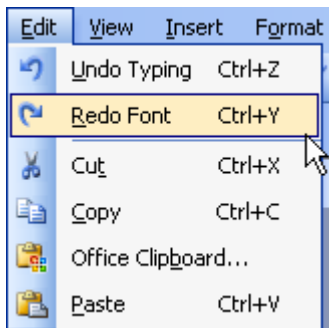 Edit View Insert Format
Undo Typing Ctrl+Z
Redo Font Ctrl+Y
Cut Ctrl+X
Copy Ctrl+C
Office Clipboard...
Paste Ctrl+V